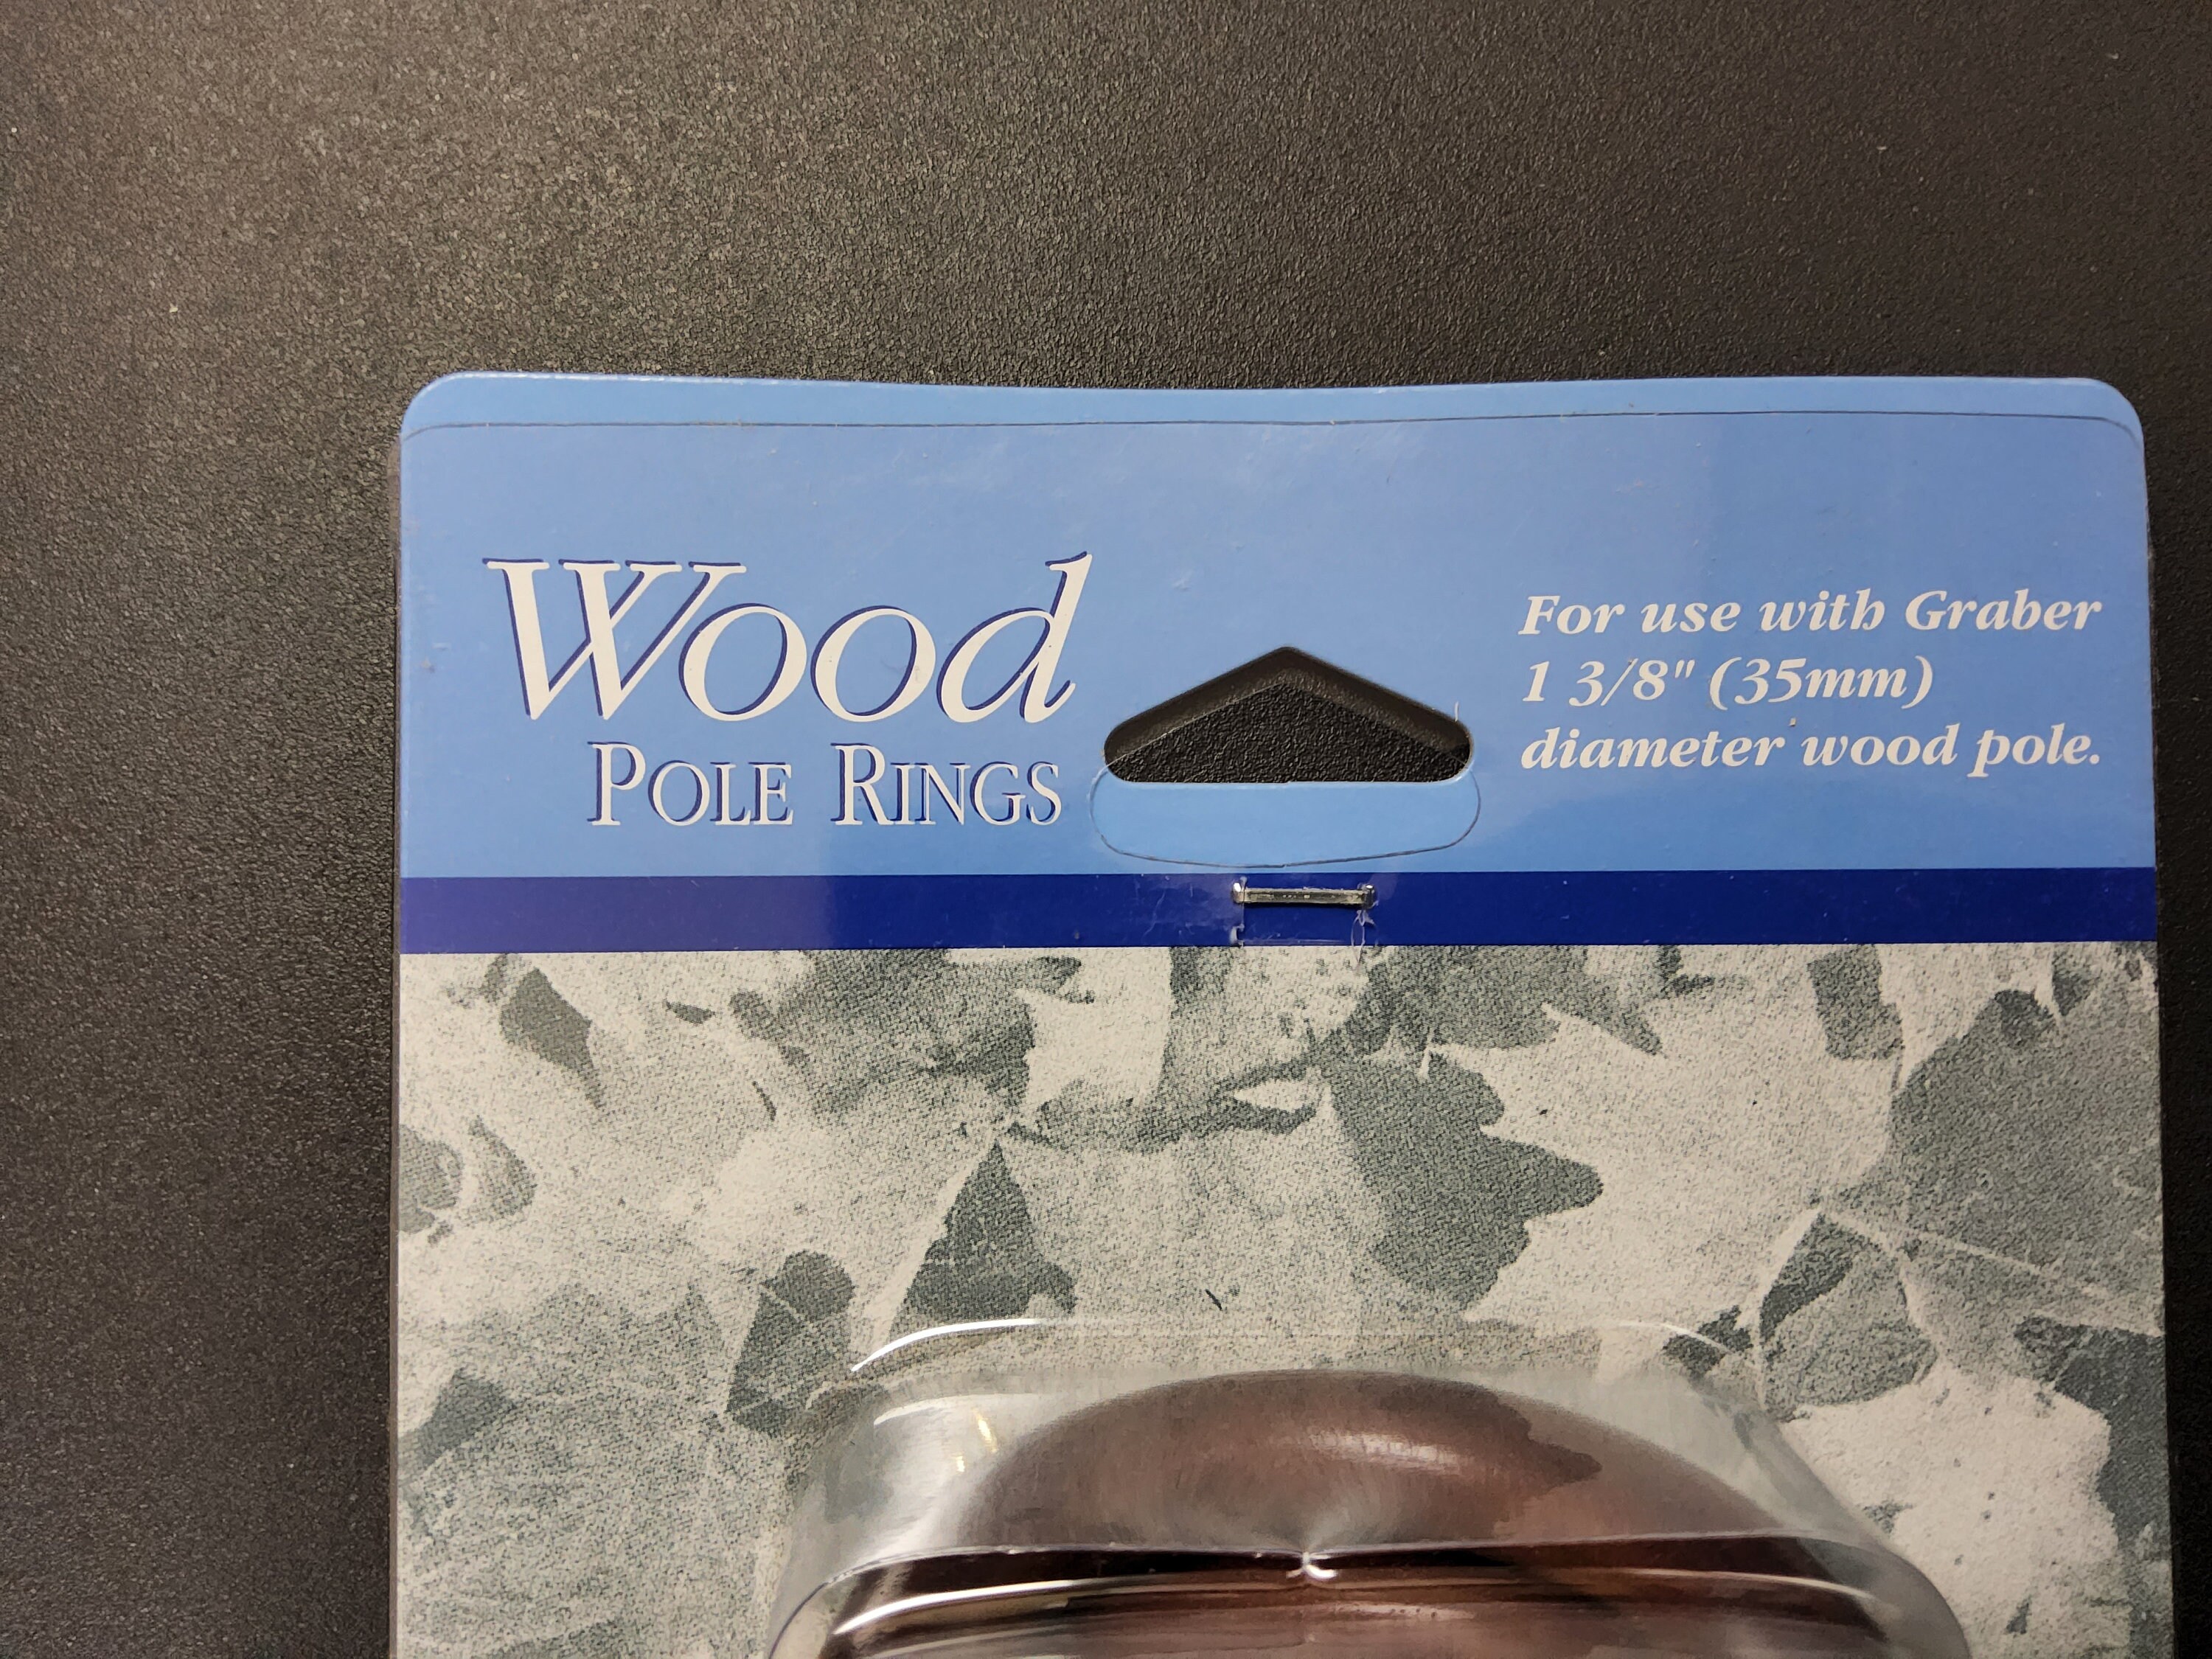 Wood
POLE RINGS
For use with Graber
1 3/8" (35mm)
diameter wood pole.